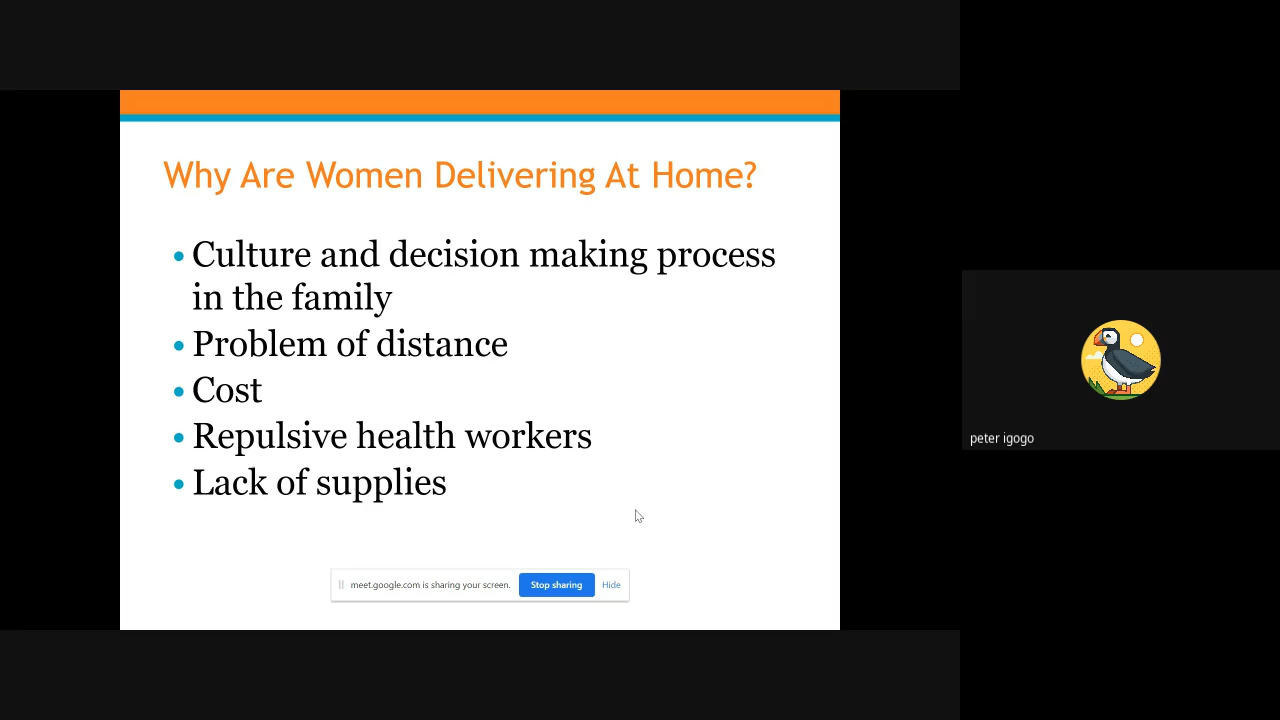 Why Are Women Delivering At Home?
• Culture and decision making process
in the family
• Problem of distance
• Cost
• Repulsive health workers
• Lack of supplies
meet.google.com is sharing your screen. Stop sharing Hide
peter igogo